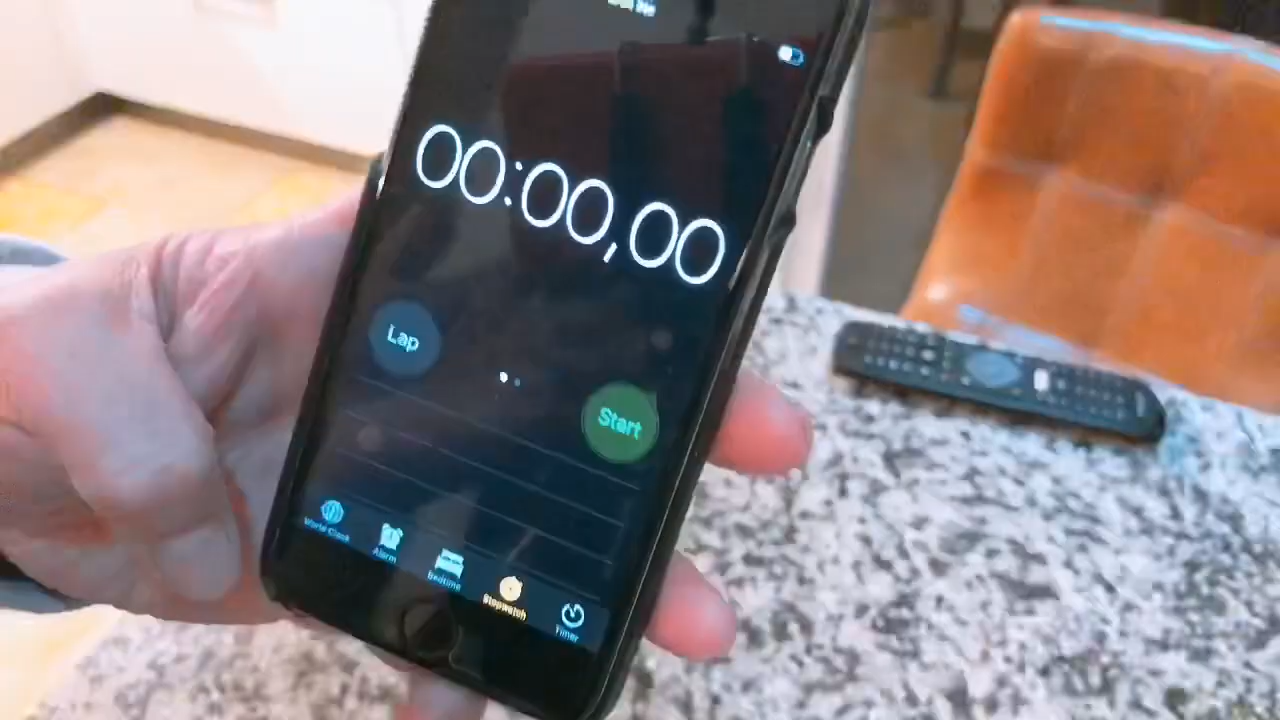 00:00,00
Lap
Start
World Clock
Alarm
Bedtime
Stopwatch
Timer